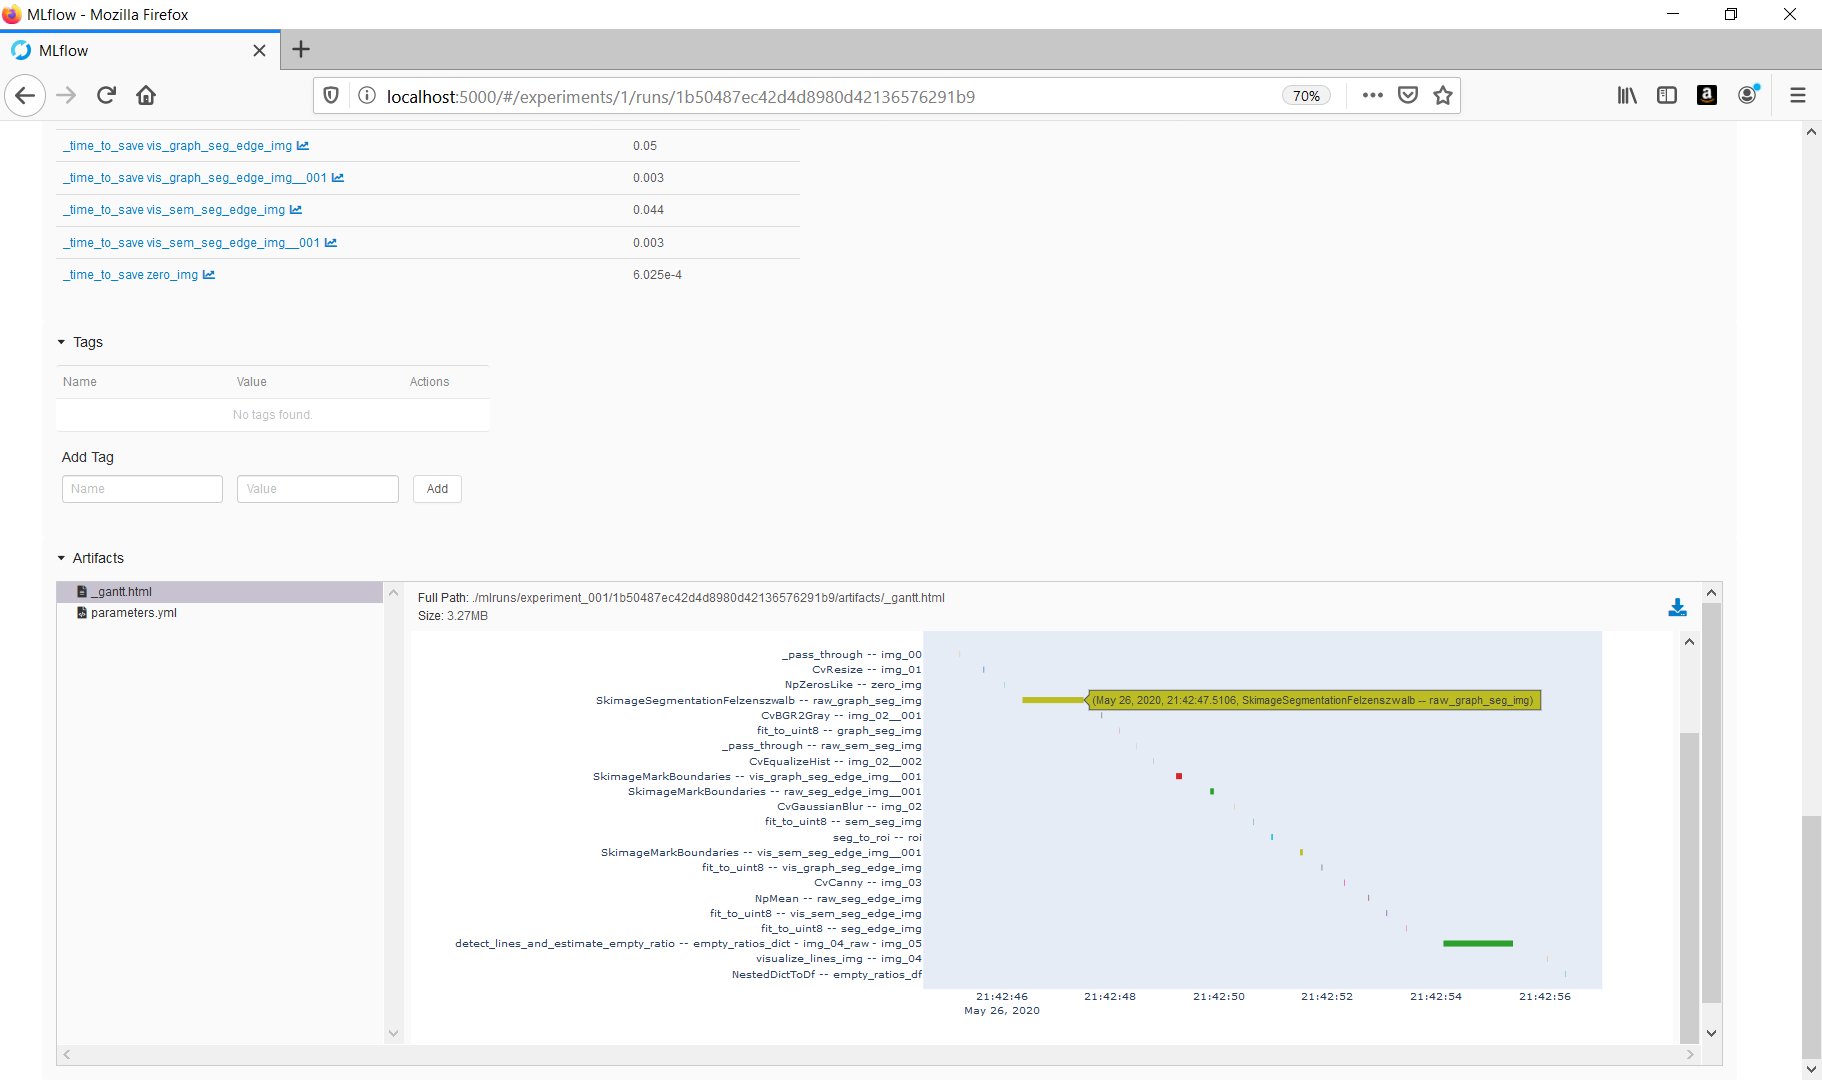 MLflow - Mozilla Firefox
MLflow
localhost:5000/#/experiments/1/runs/1b50487ec42d4d8980d42136576291b9
70%
_time_to_save vis_graph_seg_edge_img 0.05
_time_to_save vis_graph_seg_edge_img__001 0.003
_time_to_save vis_sem_seg_edge_img 0.044
_time_to_save vis_sem_seg_edge_img__001 0.003
_time_to_save zero_img 6.025e-4
Tags
Name Value Actions
No tags found.
Add Tag
Name Value Add
Artifacts
_gantt.html
parameters.yml
Full Path: ./mlruns/experiment_001/1b50487ec42d4d8980d42136576291b9/artifacts/_gantt.html
Size: 3.27MB
_pass_through -- img_00
CvResize -- img_01
NpZerosLike -- zero_img
SkimageSegmentationFelzenszwalb -- raw_graph_seg_img
(May 26, 2020, 21:42:47.5106, SkimageSegmentationFelzenszwalb -- raw_graph_seg_img)
CvBGR2Gray -- img_02__001
fit_to_uint8 -- graph_seg_img
_pass_through -- raw_sem_seg_img
CvEqualizeHist -- img_02__002
SkimageMarkBoundaries -- vis_graph_seg_edge_img__001
SkimageMarkBoundaries -- raw_seg_edge_img__001
CvGaussianBlur -- img_02
fit_to_uint8 -- sem_seg_img
seg_to_roi -- roi
SkimageMarkBoundaries -- vis_sem_seg_edge_img__001
fit_to_uint8 -- vis_graph_seg_edge_img
CvCanny -- img_03
NpMean -- raw_seg_edge_img
fit_to_uint8 -- vis_sem_seg_edge_img
fit_to_uint8 -- seg_edge_img
detect_lines_and_estimate_empty_ratio -- empty_ratios_dict - img_04_raw - img_05
visualize_lines_img -- img_04
NestedDictToDf -- empty_ratios_df
21:42:46 21:42:48 21:42:50 21:42:52 21:42:54 21:42:56
May 26, 2020